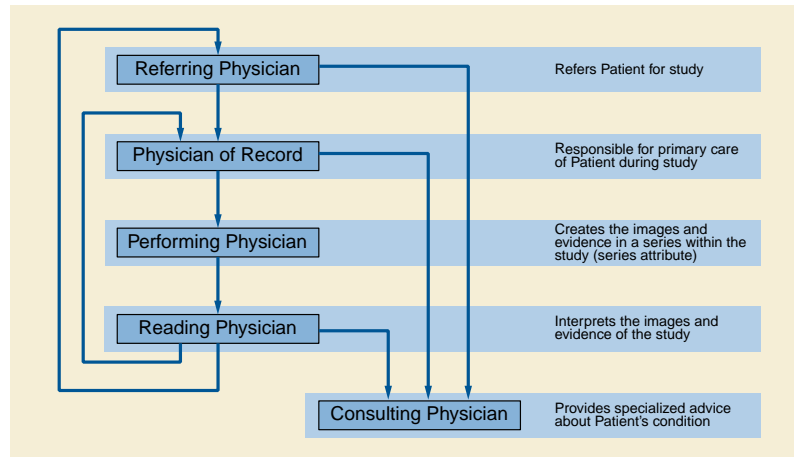 Referring Physician
Refers Patient for study
Physician of Record
Responsible for primary care
of Patient during study
Performing Physician
Creates the images and
evidence in a series within the
study (series attribute)
Reading Physician
Interprets the images and
evidence of the study
Consulting Physician
Provides specialized advice
about Patient's condition